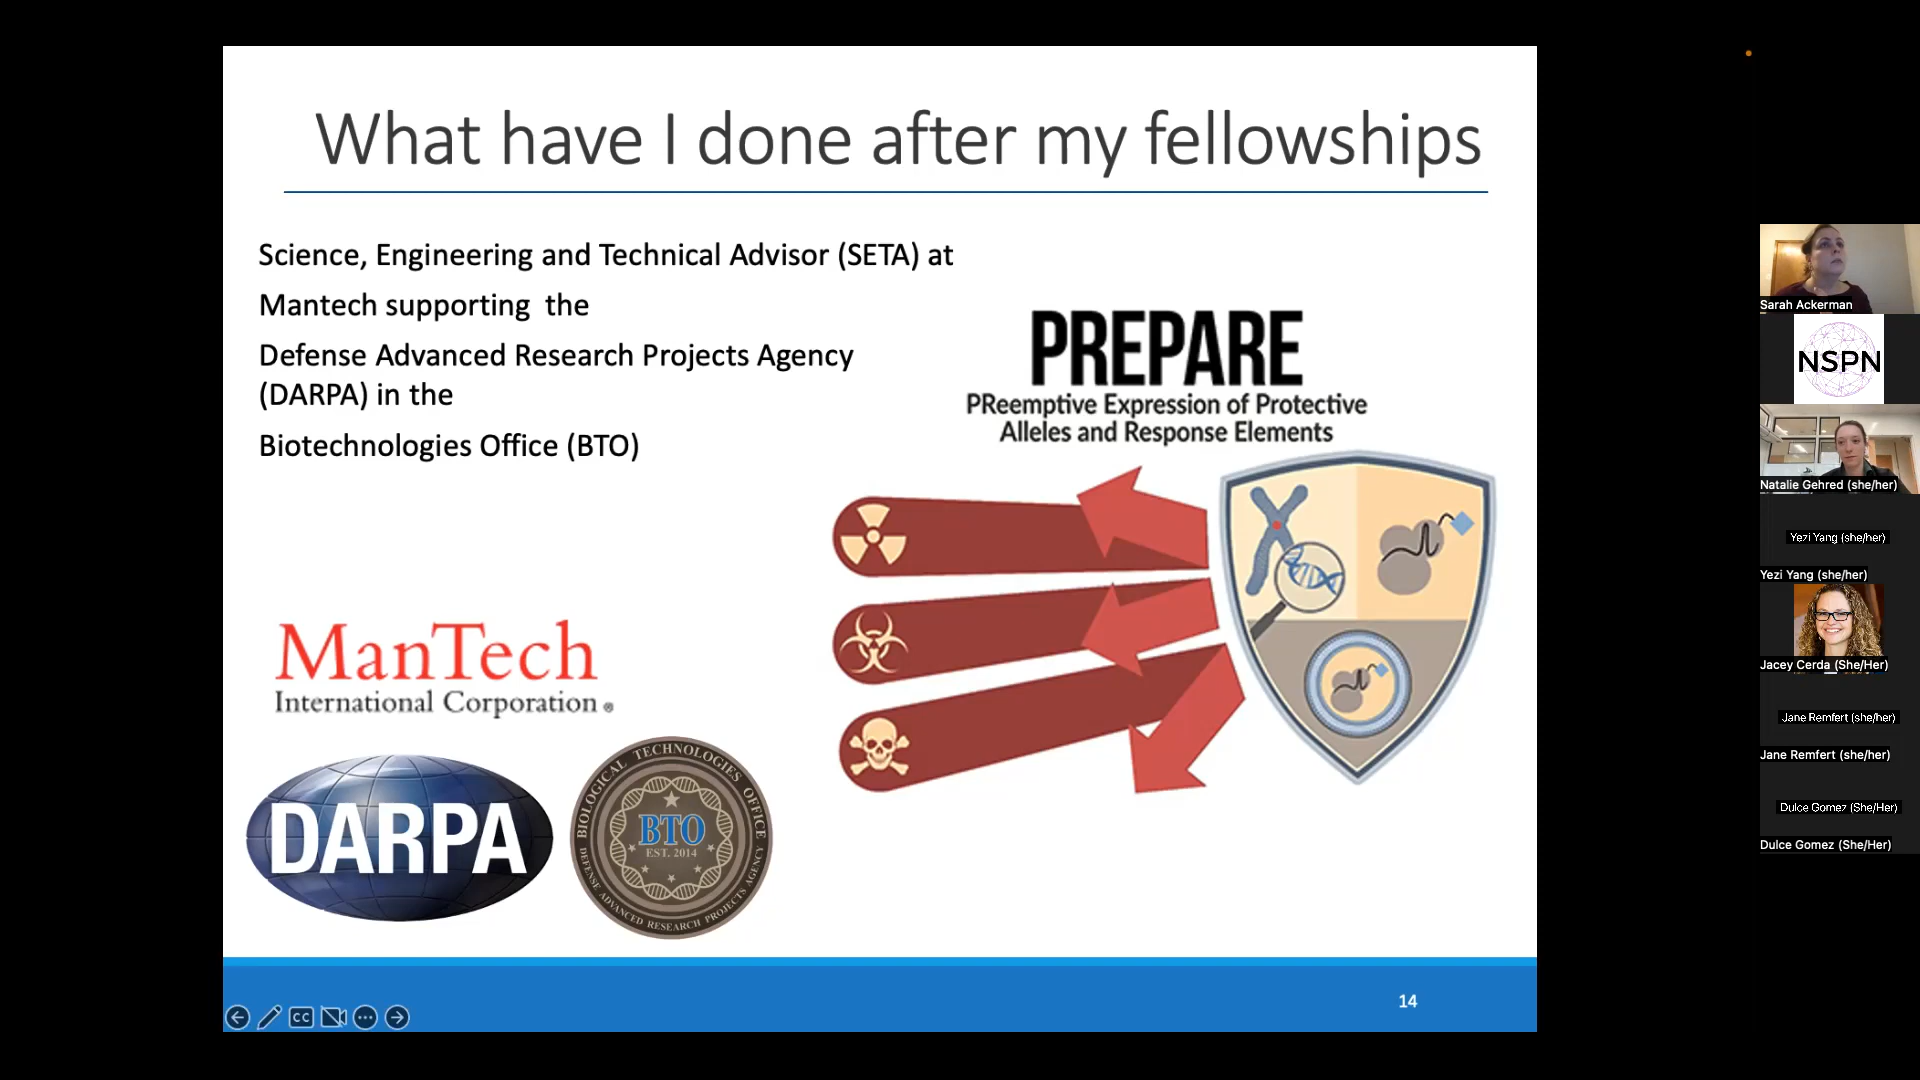 What have I done after my fellowships
Science, Engineering and Technical Advisor (SETA) at
Mantech supporting the
Defense Advanced Research Projects Agency
(DARPA) in the
Biotechnologies Office (BTO)
PREPARE
PReemptive Expression of Protective
Alleles and Response Elements
ManTech
International Corporation ®
DARPA
BIOLOGICAL TECHNOLOGIES OFFICE
BTO
EST. 2014
DEFENSE ADVANCED RESEARCH PROJECTS AGENCY
14
CC
Sarah Ackerman
NSPN
Natalie Gehred (she/her)
Yezi Yang (she/her)
Yezi Yang (she/her)
Jacey Cerda (She/Her)
Jane Remfert (she/her)
Jane Remfert (she/her)
Dulce Gomez (She/Her)
Dulce Gomez (She/Her)